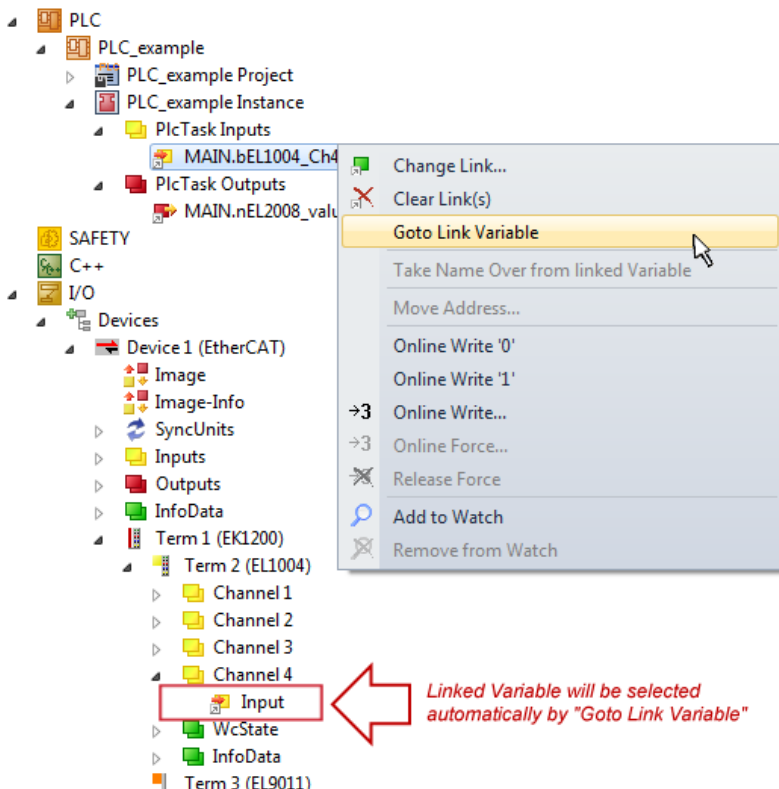 PLC
PLC_example
PLC_example Project
PLC_example Instance
PlcTask Inputs
MAIN.bEL1004_Ch4
PlcTask Outputs
MAIN.nEL2008_valu
SAFETY
C++
I/O
Devices
Device 1 (EtherCAT)
Image
Image-Info
SyncUnits
Inputs
Outputs
InfoData
Term 1 (EK1200)
Term 2 (EL1004)
Channel 1
Channel 2
Channel 3
Channel 4
Input
WcState
InfoData
Term 3 (EL9011)
Change Link...
Clear Link(s)
Goto Link Variable
Take Name Over from linked Variable
Move Address...
Online Write '0'
Online Write '1'
→3 Online Write...
→3 Online Force...
Release Force
Add to Watch
Remove from Watch
Linked Variable will be selected
automatically by "Goto Link Variable"